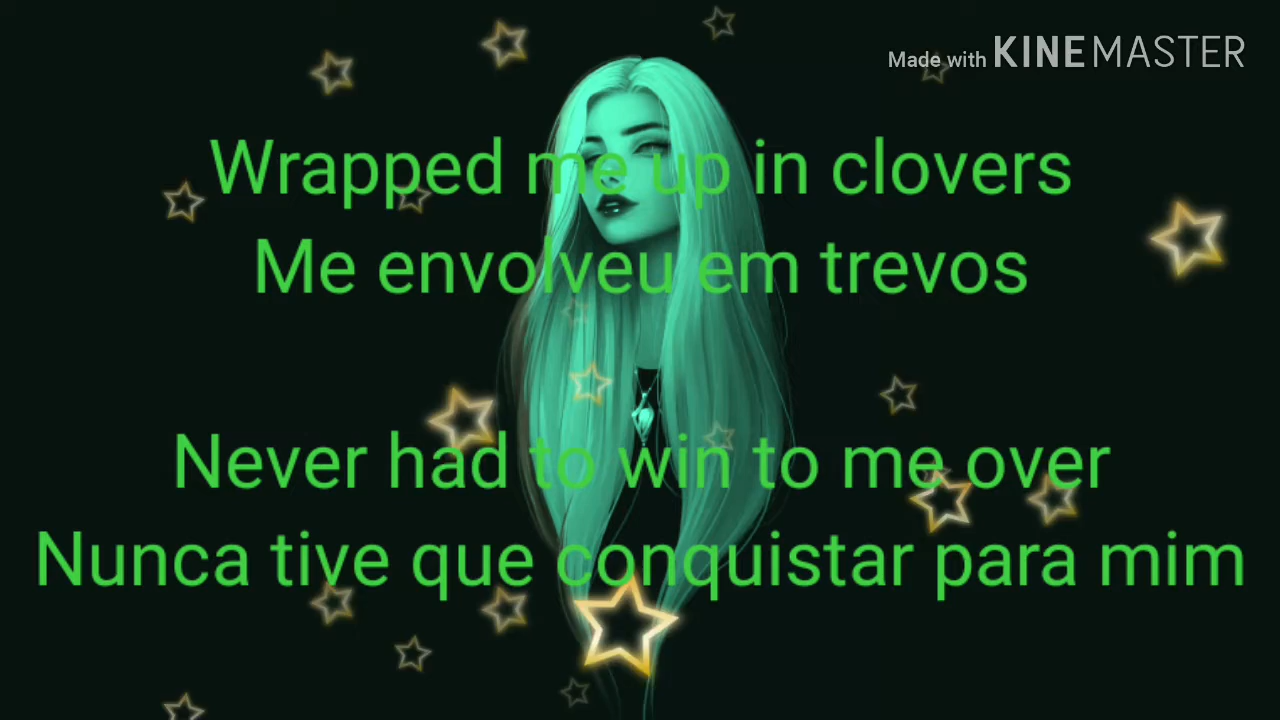 Made with KINEMASTER
Wrapped me up in clovers
Me envolveu em trevos
Never had to win to me over
Nunca tive que conquistar para mim